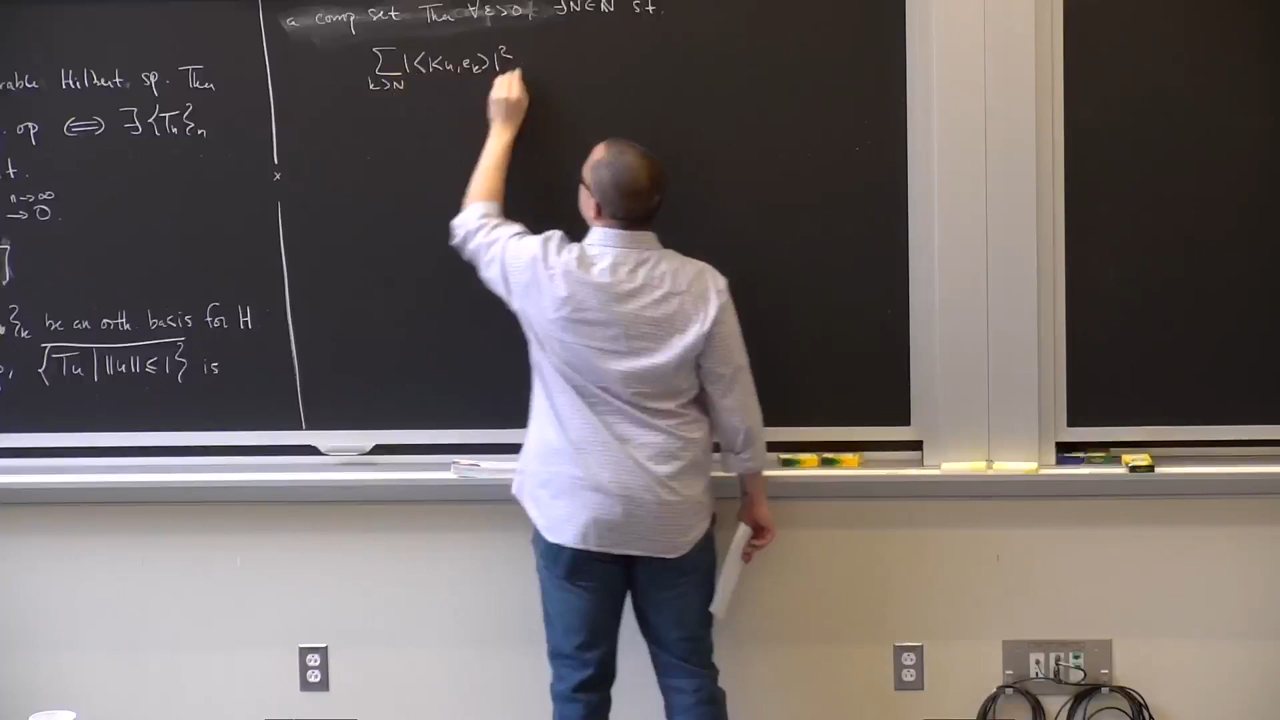 rable Hilbert sp. Then
. op ⟺ ∃ {Tₙ}ₙ
t.
n→∞
→0.
}
}ₖ be an orth basis for H
{Tu | ||u|| ≤ 1} is
a comp set Then ∀ε>0, ∃N∈ℕ st.
∑ |<Ku,eₖ>|²
k>N
x